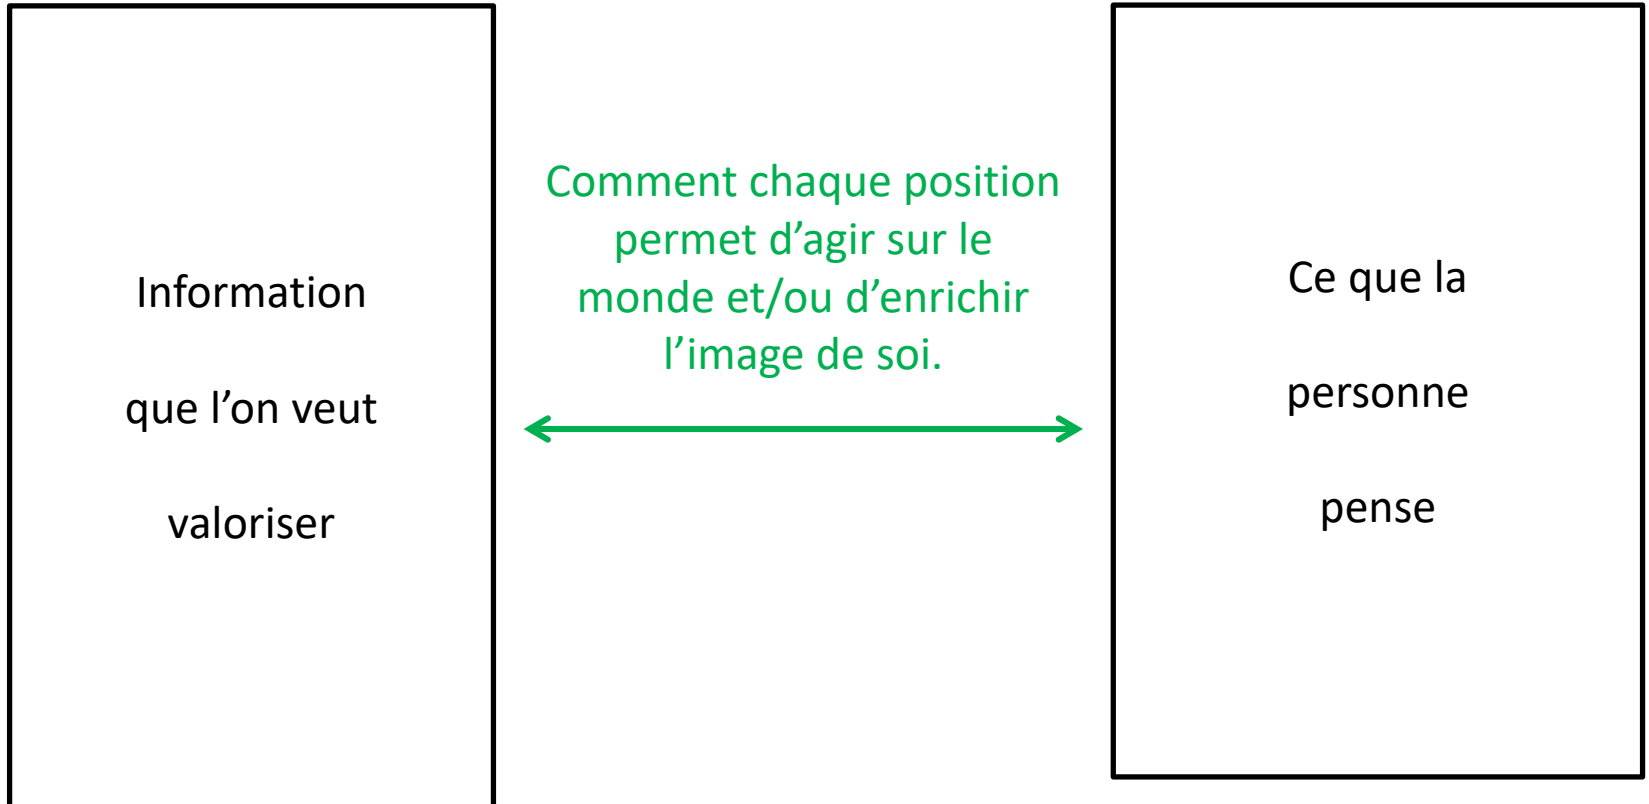 Information
que l’on veut
valoriser
Comment chaque position
permet d’agir sur le
monde et/ou d’enrichir
l’image de soi.
Ce que la
personne
pense